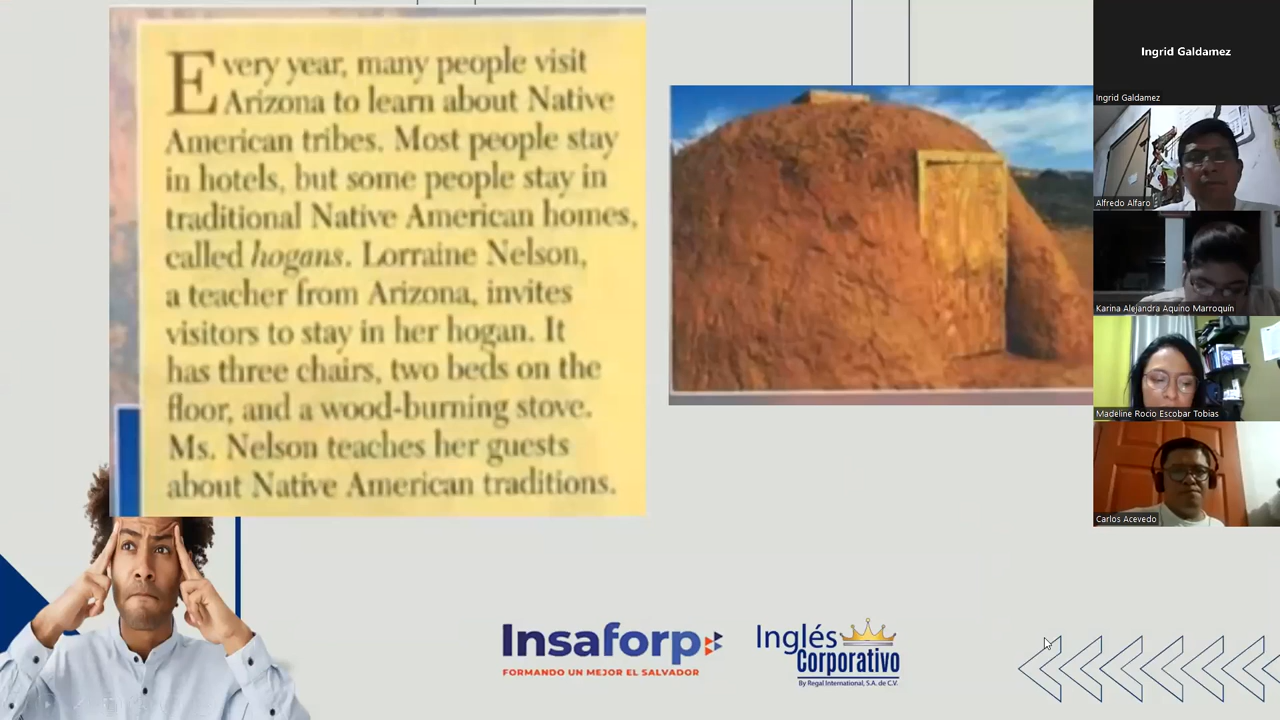 Every year, many people visit
Arizona to learn about Native
American tribes. Most people stay
in hotels, but some people stay in
traditional Native American homes,
called hogans. Lorraine Nelson,
a teacher from Arizona, invites
visitors to stay in her hogan. It
has three chairs, two beds on the
floor, and a wood-burning stove.
Ms. Nelson teaches her guests
about Native American traditions.
Insaforp
FORMANDO UN MEJOR EL SALVADOR
Inglés
Corporativo
By Regal International, S.A. de C.V.
Ingrid Galdamez
Ingrid Galdamez
Alfredo Alfaro
Karina Alejandra Aquino Marroquín
Madeline Rocio Escobar Tobias
Carlos Acevedo